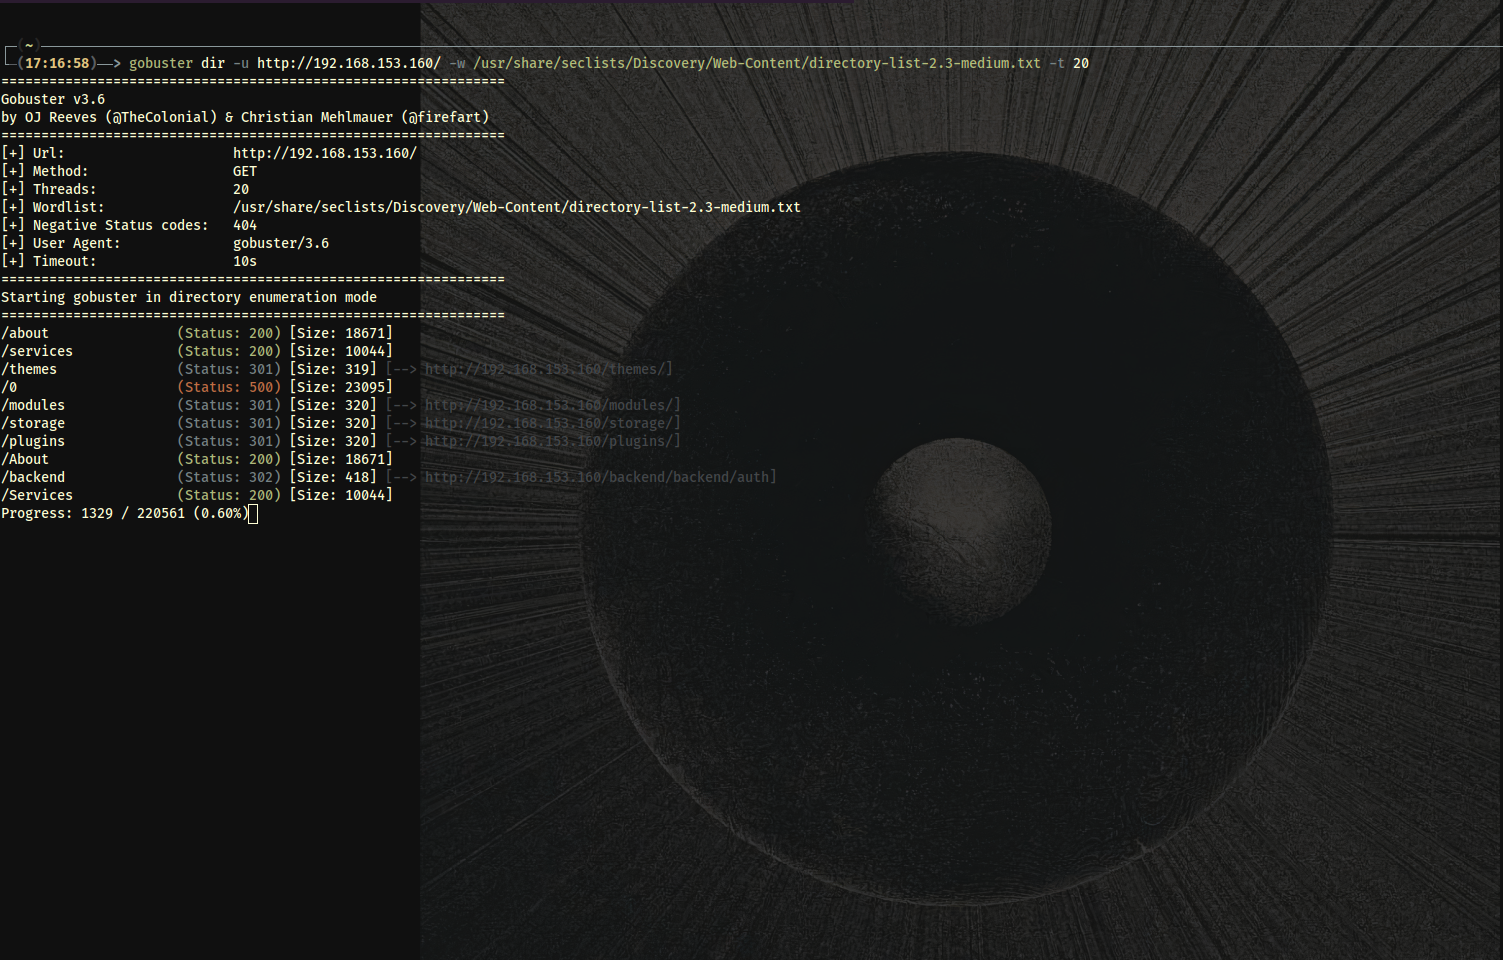 ~
(17:16:58)—> gobuster dir -u http://192.168.153.160/ -w /usr/share/seclists/Discovery/Web-Content/directory-list-2.3-medium.txt -t 20
===============================================================
Gobuster v3.6
by OJ Reeves (@TheColonial) & Christian Mehlmauer (@firefart)
===============================================================
[+] Url:                     http://192.168.153.160/
[+] Method:                  GET
[+] Threads:                 20
[+] Wordlist:                /usr/share/seclists/Discovery/Web-Content/directory-list-2.3-medium.txt
[+] Negative Status codes:   404
[+] User Agent:              gobuster/3.6
[+] Timeout:                 10s
===============================================================
Starting gobuster in directory enumeration mode
===============================================================
/about                (Status: 200) [Size: 18671]
/services             (Status: 200) [Size: 10044]
/themes               (Status: 301) [Size: 319] [--> http://192.168.153.160/themes/]
/0                    (Status: 500) [Size: 23095]
/modules              (Status: 301) [Size: 320] [--> http://192.168.153.160/modules/]
/storage              (Status: 301) [Size: 320] [--> http://192.168.153.160/storage/]
/plugins              (Status: 301) [Size: 320] [--> http://192.168.153.160/plugins/]
/About                (Status: 200) [Size: 18671]
/backend              (Status: 302) [Size: 418] [--> http://192.168.153.160/backend/backend/auth]
/Services             (Status: 200) [Size: 10044]
Progress: 1329 / 220561 (0.60%)